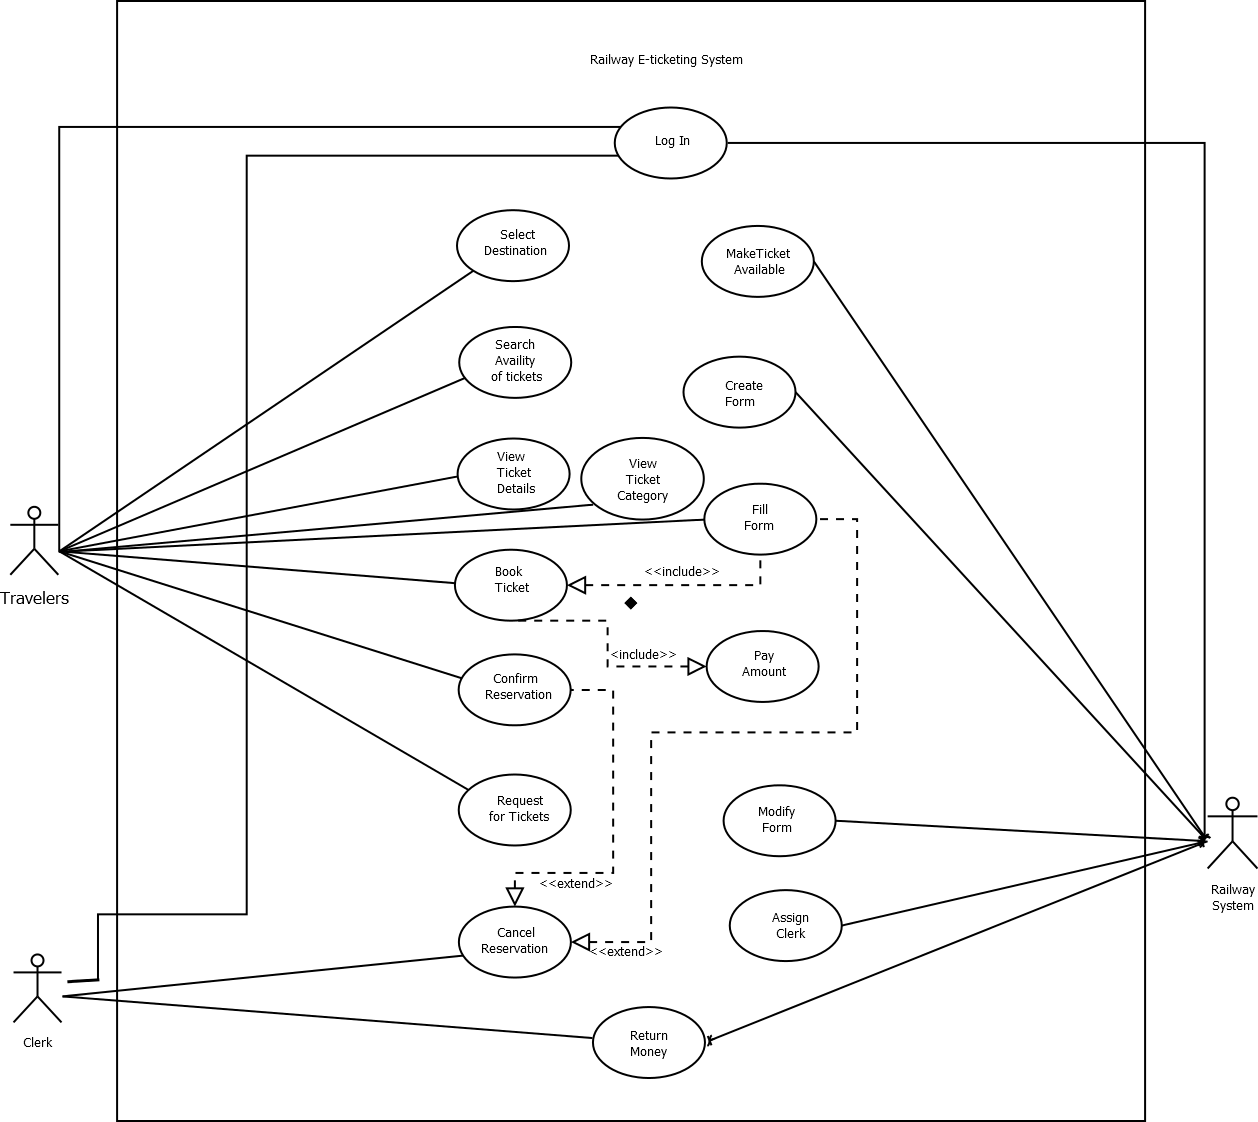 Railway E-ticketing System
Log In
Select
Destination
MakeTicket
Available
Search
Availity
of tickets
Create
Form
View
Ticket
Details
View
Ticket
Category
Fill
Form
Travelers
Book
Ticket
<<include>>
<include>>
Pay
Amount
Confirm
Reservation
Request
for Tickets
Modify
Form
<<extend>>
Railway
System
Assign
Clerk
Cancel
Reservation
<<extend>>
Clerk
Return
Money